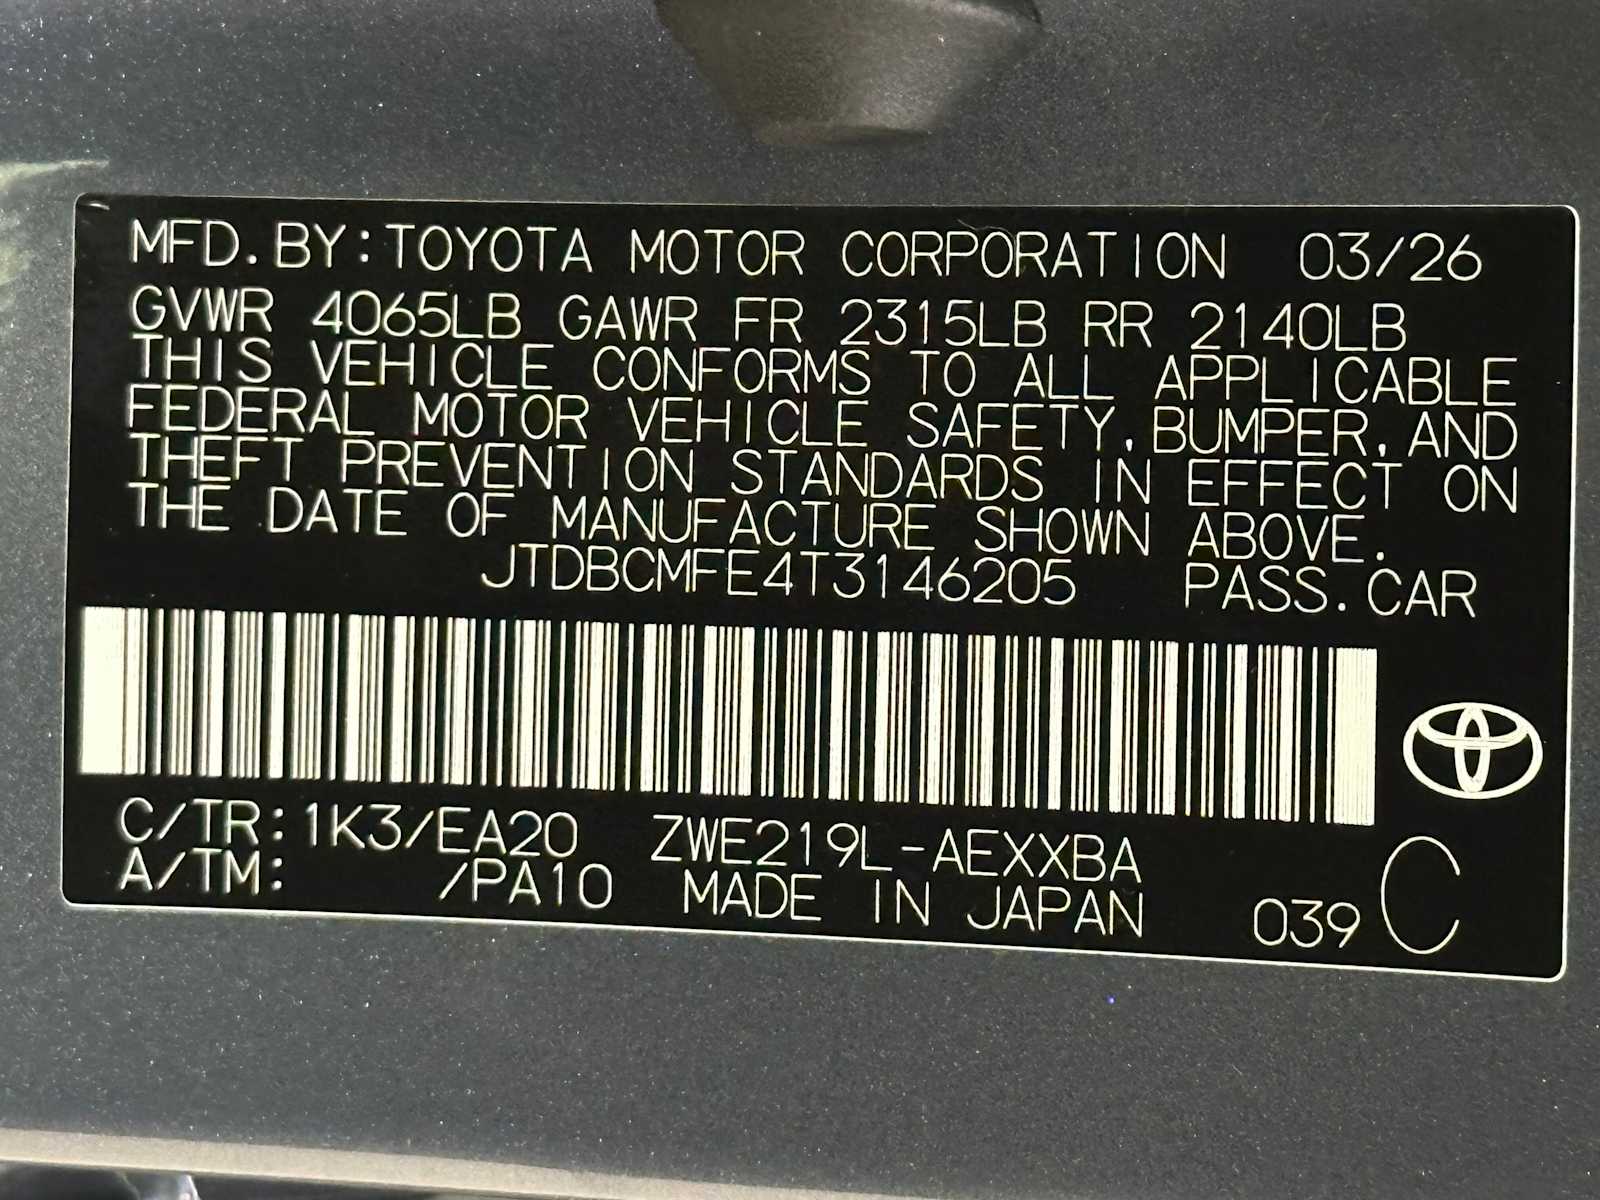 MFD.BY:TOYOTA MOTOR CORPORATION 03/26
GVWR 4065LB GAWR FR 2315LB RR 2140LB
THIS VEHICLE CONFORMS TO ALL APPLICABLE
FEDERAL MOTOR VEHICLE SAFETY,BUMPER,AND
THEFT PREVENTION STANDARDS IN EFFECT ON
THE DATE OF MANUFACTURE SHOWN ABOVE.
JTDBCMFE4T3146205 PASS.CAR
C/TR:1K3/EA20 ZWE219L-AEXXBA
A/TM: /PA10 MADE IN JAPAN 039 C